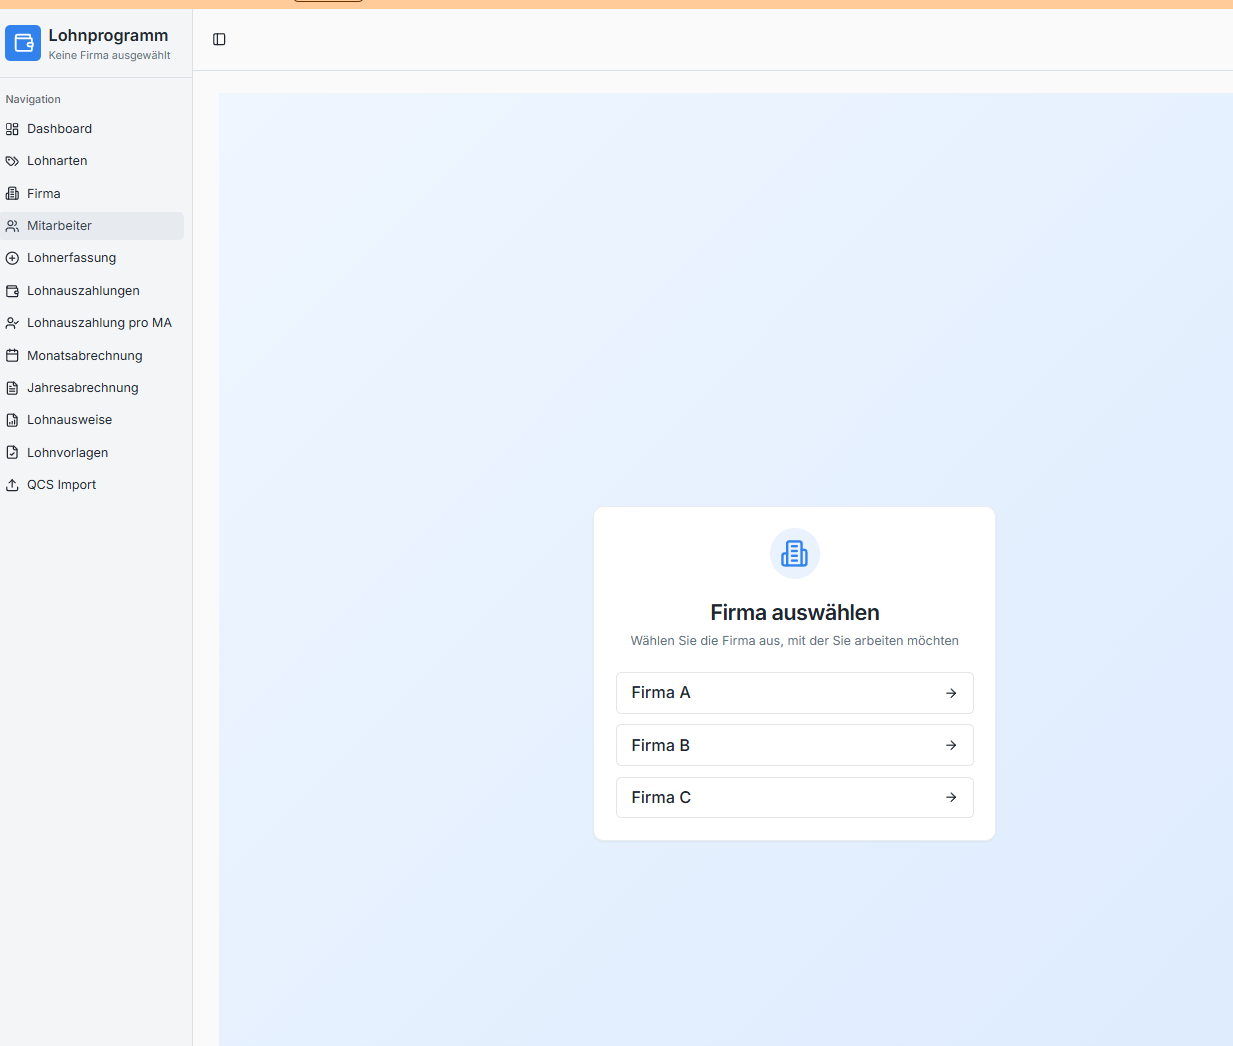 Lohnprogramm
Keine Firma ausgewählt
Navigation
Dashboard
Lohnarten
Firma
Mitarbeiter
Lohnerfassung
Lohnauszahlungen
Lohnauszahlung pro MA
Monatsabrechnung
Jahresabrechnung
Lohnausweise
Lohnvorlagen
QCS Import
Firma auswählen
Wählen Sie die Firma aus, mit der Sie arbeiten möchten
Firma A
Firma B
Firma C